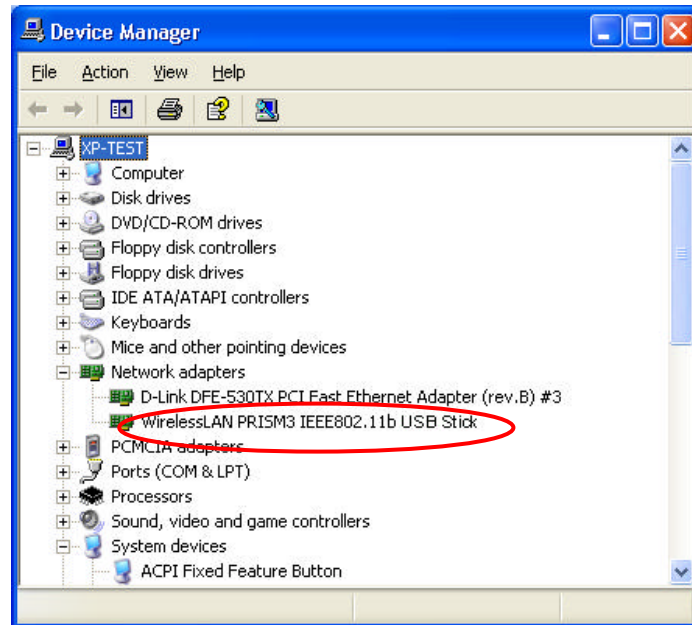 Device Manager
File Action View Help
XP-TEST
Computer
Disk drives
DVD/CD-ROM drives
Floppy disk controllers
Floppy disk drives
IDE ATA/ATAPI controllers
Keyboards
Mice and other pointing devices
Network adapters
D-Link DFE-530TX PCI Fast Ethernet Adapter (rev.B) #3
WirelessLAN PRISM3 IEEE802.11b USB Stick
PCMCIA adapters
Ports (COM & LPT)
Processors
Sound, video and game controllers
System devices
ACPI Fixed Feature Button